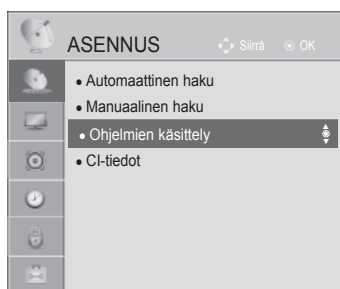 ASENNUS
Siirrä OK
• Automaattinen haku
• Manuaalinen haku
• Ohjelmien käsittely
• CI-tiedot